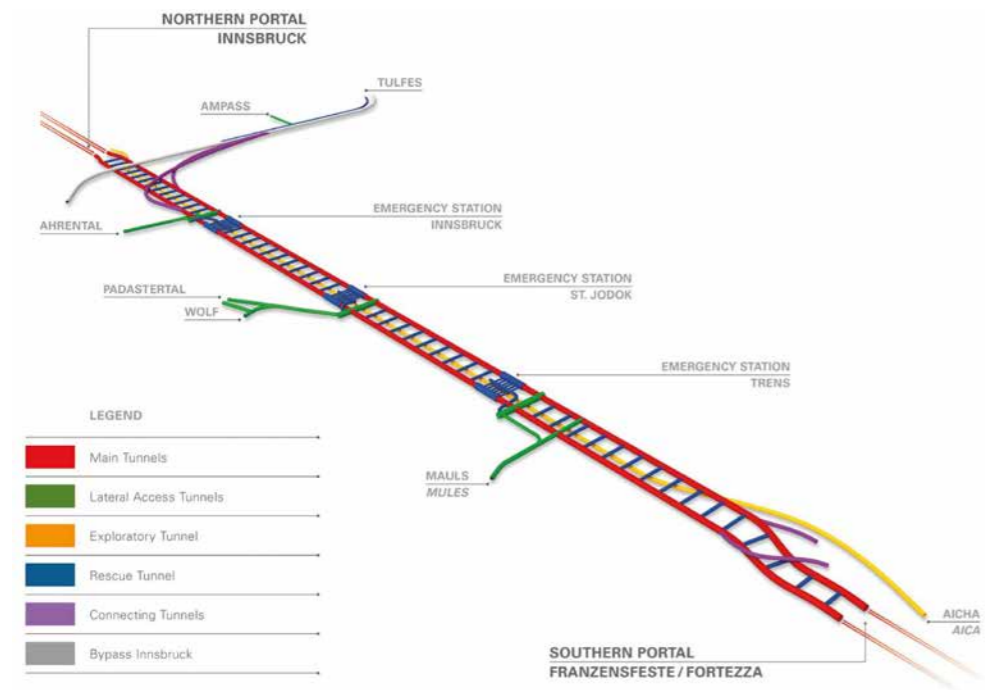 NORTHERN PORTAL
INNSBRUCK
TULFES
AMPASS
AHRENTAL
EMERGENCY STATION
INNSBRUCK
EMERGENCY STATION
ST. JODOK
PADASTERTAL
WOLF
EMERGENCY STATION
TRENS
LEGEND
Main Tunnels
Lateral Access Tunnels
Exploratory Tunnel
Rescue Tunnel
Connecting Tunnels
Bypass Innsbruck
MAULS
MULES
AICHA
AICA
SOUTHERN PORTAL
FRANZENSFESTE / FORTEZZA